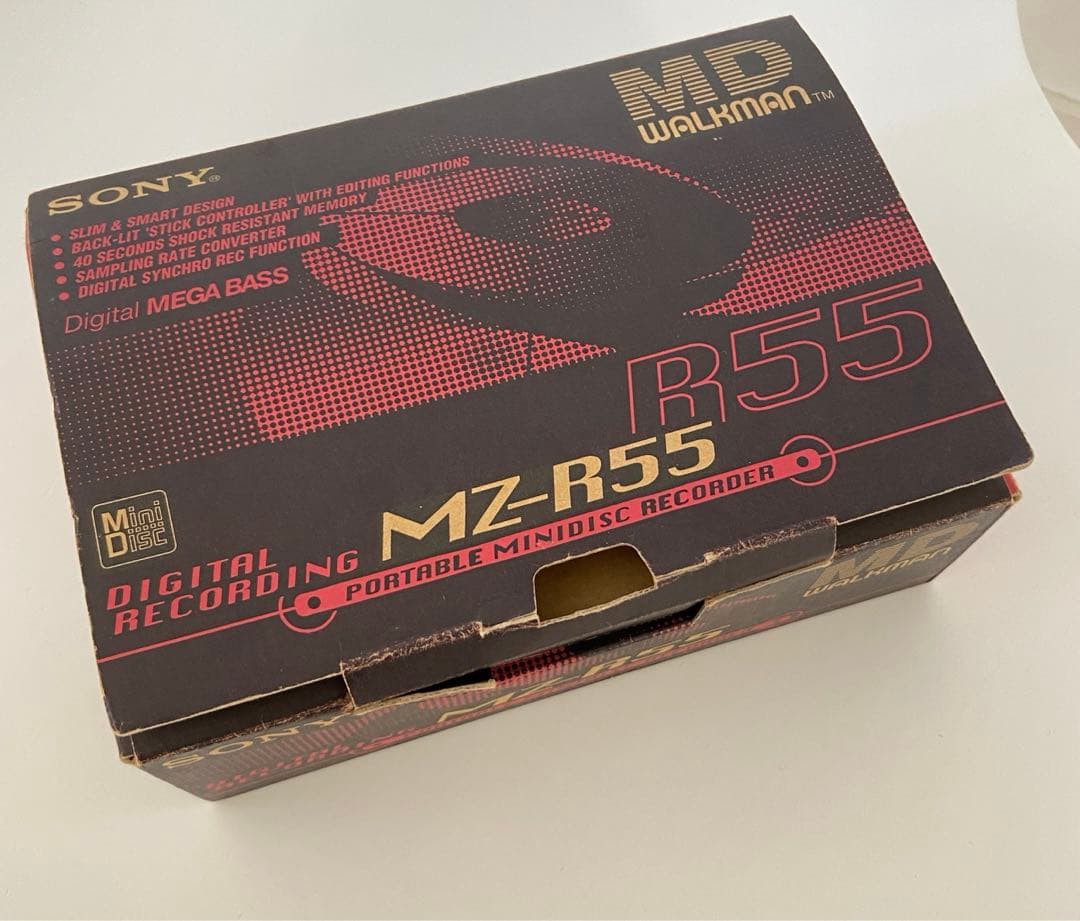 MD
WALKMAN™
SONY®
• SLIM & SMART DESIGN
• BACK-LIT 'STICK CONTROLLER' WITH EDITING FUNCTIONS
• 40 SECONDS SHOCK RESISTANT MEMORY
• SAMPLING RATE CONVERTER
• DIGITAL SYNCHRO REC FUNCTION
Digital MEGA BASS
R55
Mini
Disc
MZ-R55
DIGITAL
RECORDING
PORTABLE MINIDISC RECORDER
MD
WALKMAN
SONY
MZ-R55